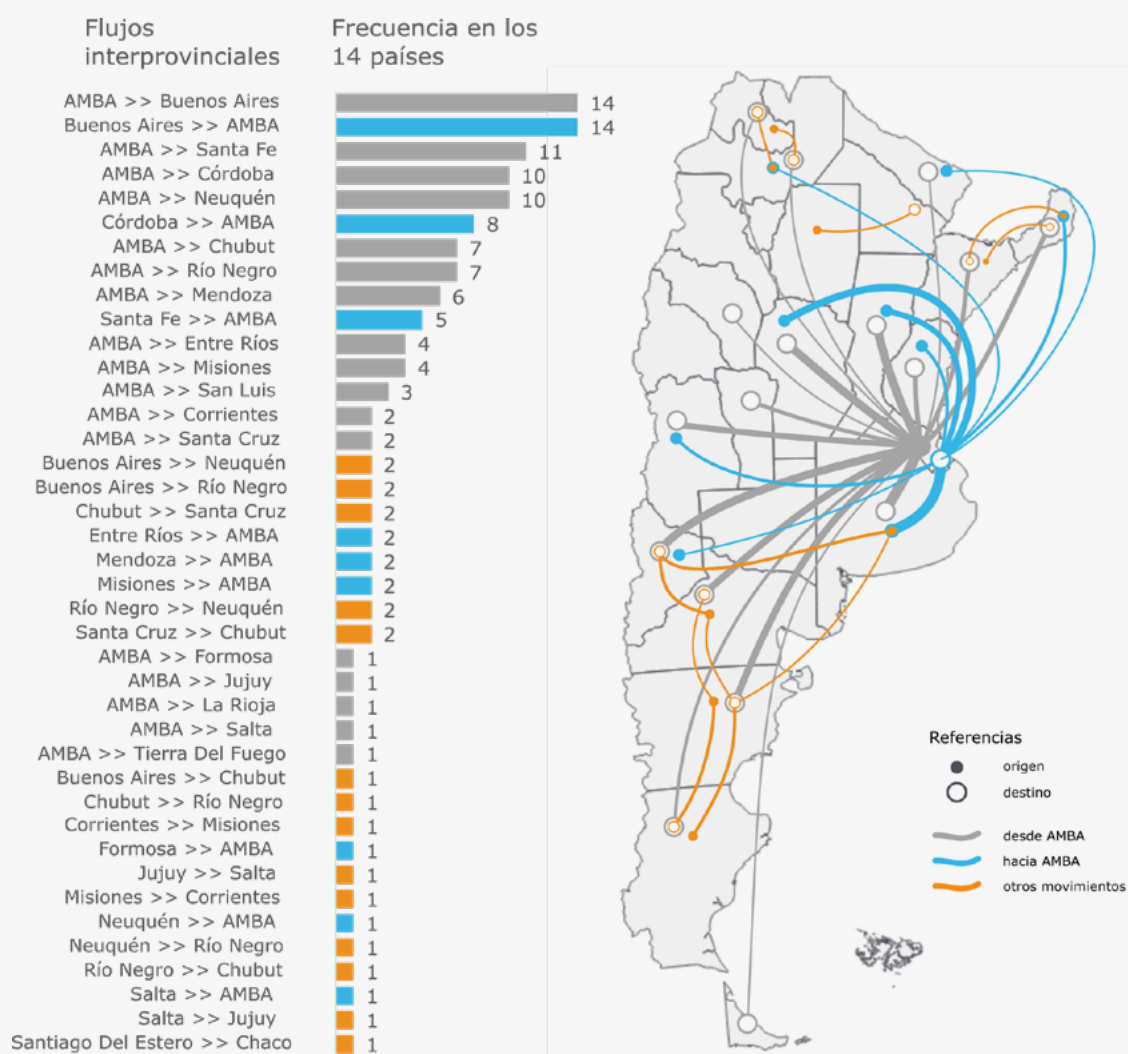 Flujos
interprovinciales
Frecuencia en los
14 países
AMBA >> Buenos Aires 14
Buenos Aires >> AMBA 14
AMBA >> Santa Fe 11
AMBA >> Córdoba 10
AMBA >> Neuquén 10
Córdoba >> AMBA 8
AMBA >> Chubut 7
AMBA >> Río Negro 7
AMBA >> Mendoza 6
Santa Fe >> AMBA 5
AMBA >> Entre Ríos 4
AMBA >> Misiones 4
AMBA >> San Luis 3
AMBA >> Corrientes 2
AMBA >> Santa Cruz 2
Buenos Aires >> Neuquén 2
Buenos Aires >> Río Negro 2
Chubut >> Santa Cruz 2
Entre Ríos >> AMBA 2
Mendoza >> AMBA 2
Misiones >> AMBA 2
Río Negro >> Neuquén 2
Santa Cruz >> Chubut 2
AMBA >> Formosa 1
AMBA >> Jujuy 1
AMBA >> La Rioja 1
AMBA >> Salta 1
AMBA >> Tierra Del Fuego 1
Buenos Aires >> Chubut 1
Chubut >> Río Negro 1
Corrientes >> Misiones 1
Formosa >> AMBA 1
Jujuy >> Salta 1
Misiones >> Corrientes 1
Neuquén >> AMBA 1
Neuquén >> Río Negro 1
Río Negro >> Chubut 1
Salta >> AMBA 1
Salta >> Jujuy 1
Santiago Del Estero >> Chaco 1
Referencias
origen
destino
desde AMBA
hacia AMBA
otros movimientos